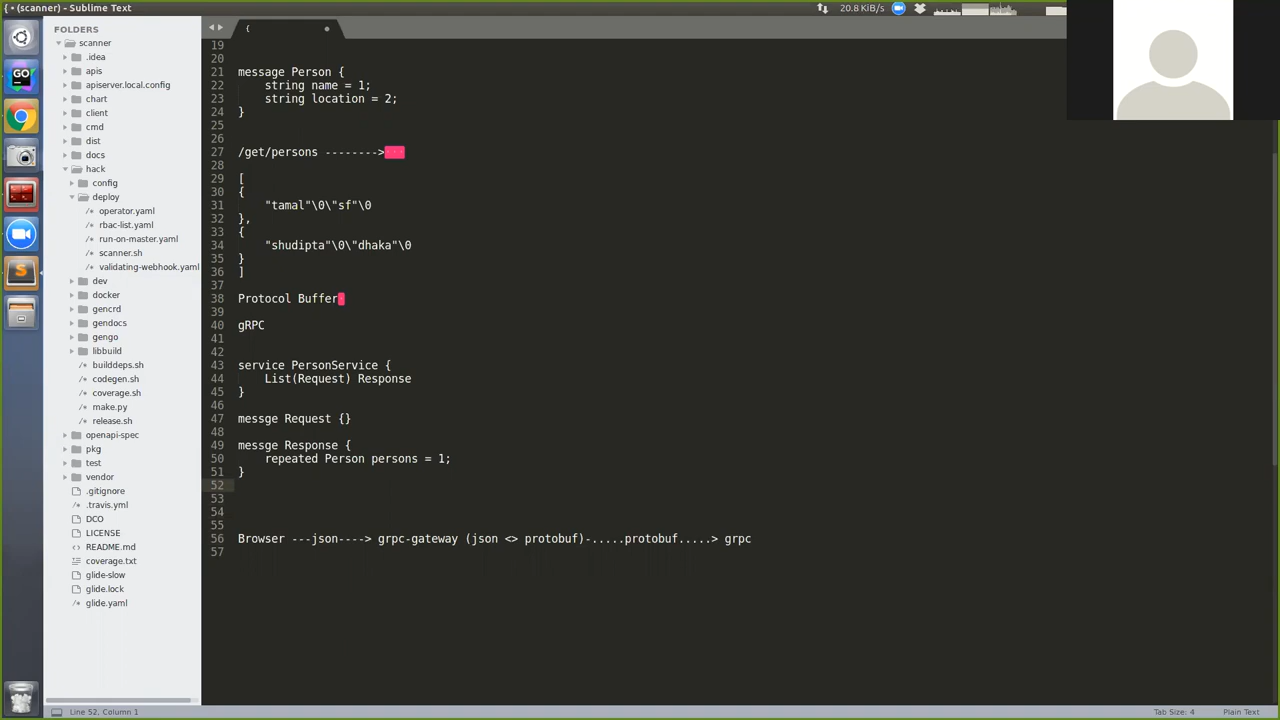 { • (scanner) - Sublime Text
20.8 KiB/s
FOLDERS
scanner
.idea
apis
apiserver.local.config
chart
client
cmd
dist
docs
hack
config
deploy
operator.yaml
rbac-list.yaml
run-on-master.yaml
scanner.sh
validating-webhook.yaml
dev
docker
gencrd
gendocs
gengo
libbuild
builddeps.sh
codegen.sh
coverage.sh
make.py
release.sh
openapi-spec
pkg
test
vendor
.gitignore
.travis.yml
DCO
LICENSE
README.md
coverage.txt
glide-slow
glide.lock
glide.yaml
{
19
20
21 message Person {
22 string name = 1;
23 string location = 2;
24 }
25
26
27 /get/persons -------->
28
29 [
30 {
31 "tamal"\0\"sf"\0
32 },
33 {
34 "shudipta"\0\"dhaka"\0
35 }
36 ]
37
38 Protocol Buffer
39
40 gRPC
41
42
43 service PersonService {
44 List(Request) Response
45 }
46
47 messge Request {}
48
49 messge Response {
50 repeated Person persons = 1;
51 }
52
53
54
55
56 Browser ---json----> grpc-gateway (json <> protobuf)-.....protobuf.....> grpc
57
Line 52, Column 1
Tab Size: 4
Plain Text